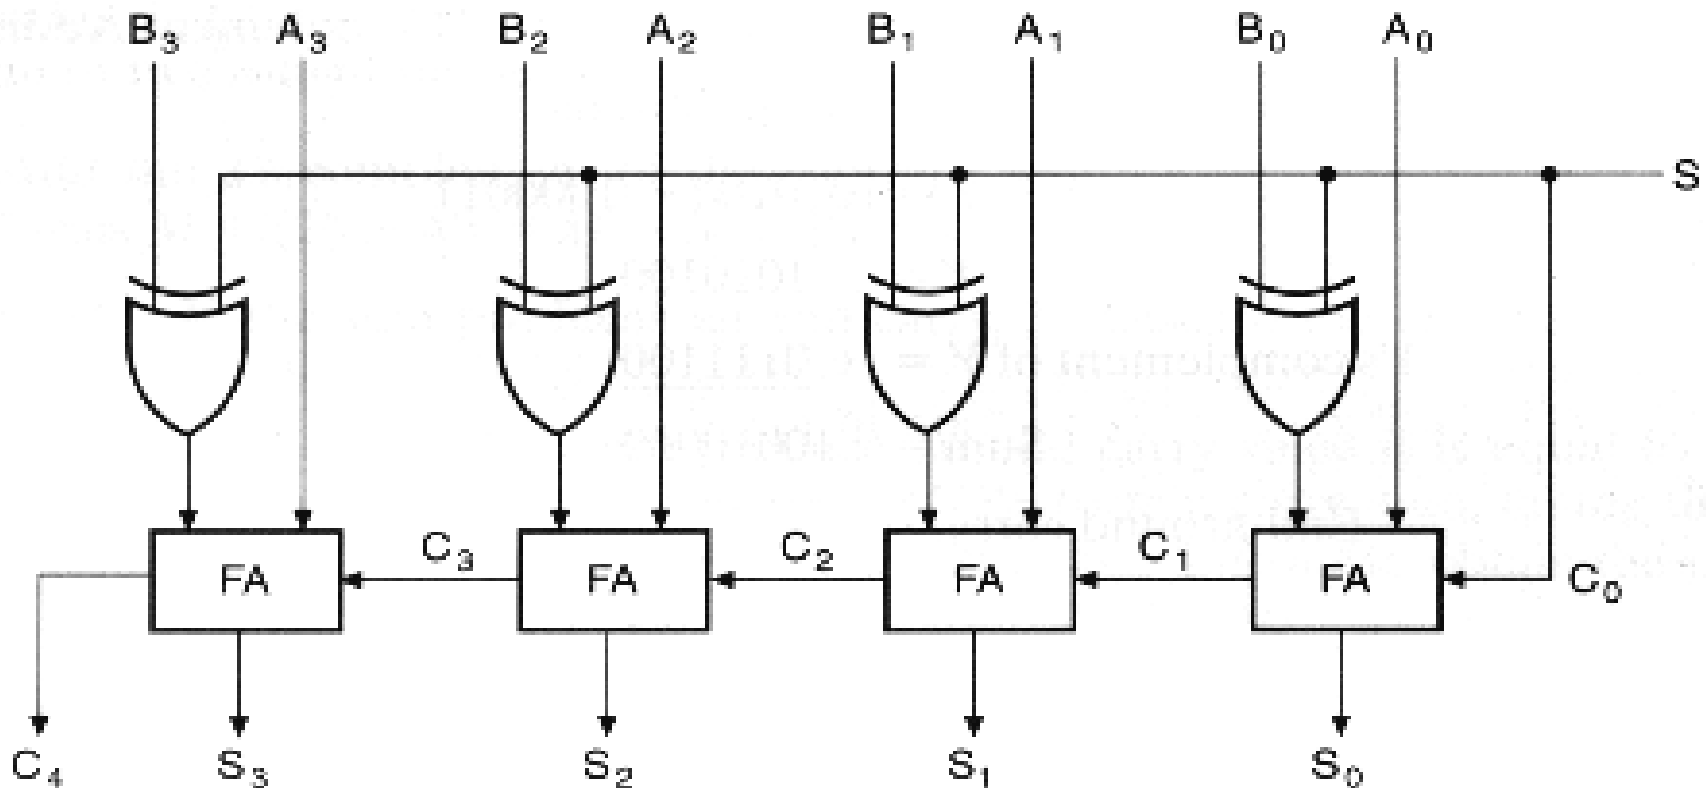 B₃ A₃ B₂ A₂ B₁ A₁ B₀ A₀
S
FA C₃ FA C₂ FA C₁ FA C₀
C₄ S₃ S₂ S₁ S₀